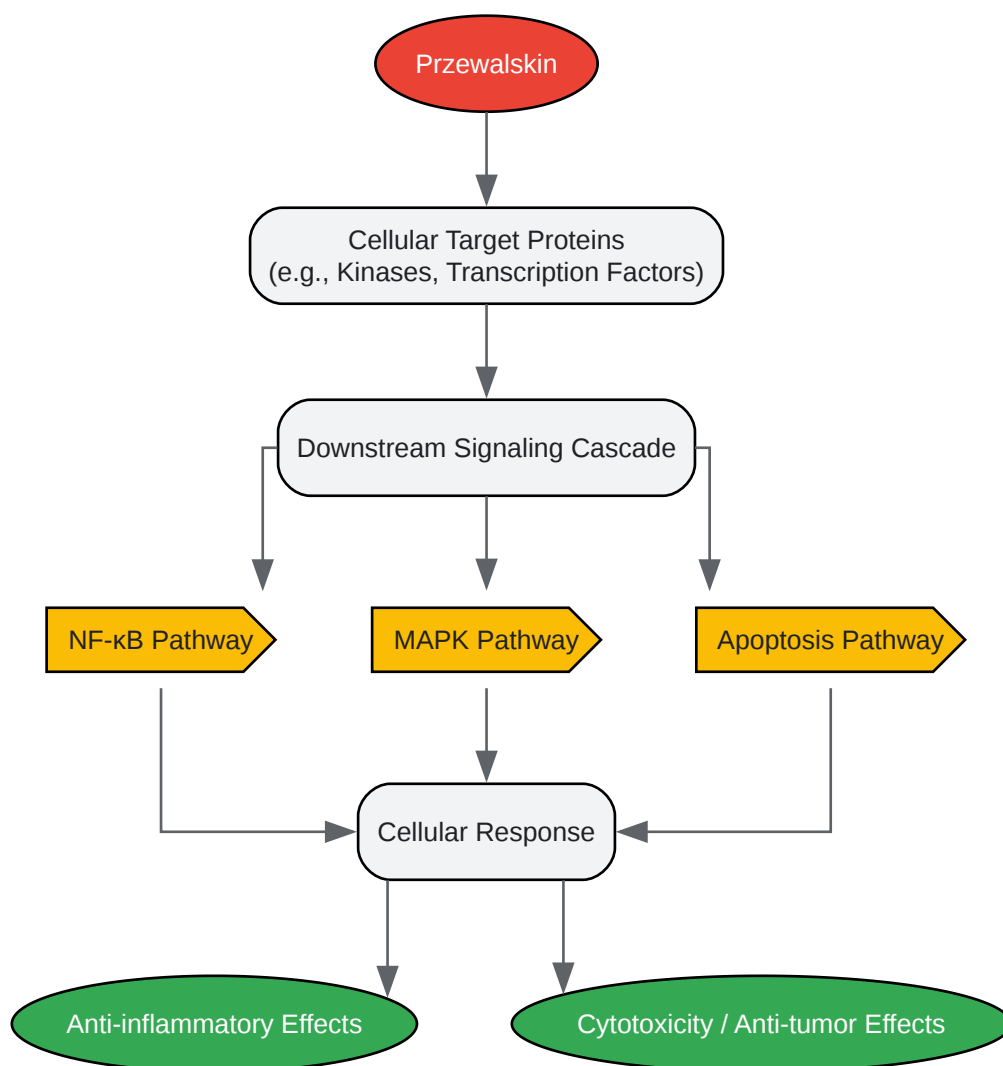 Przewalskin
Cellular Target Proteins
(e.g., Kinases, Transcription Factors)
Downstream Signaling Cascade
NF-κB Pathway
MAPK Pathway
Apoptosis Pathway
Cellular Response
Anti-inflammatory Effects
Cytotoxicity / Anti-tumor Effects